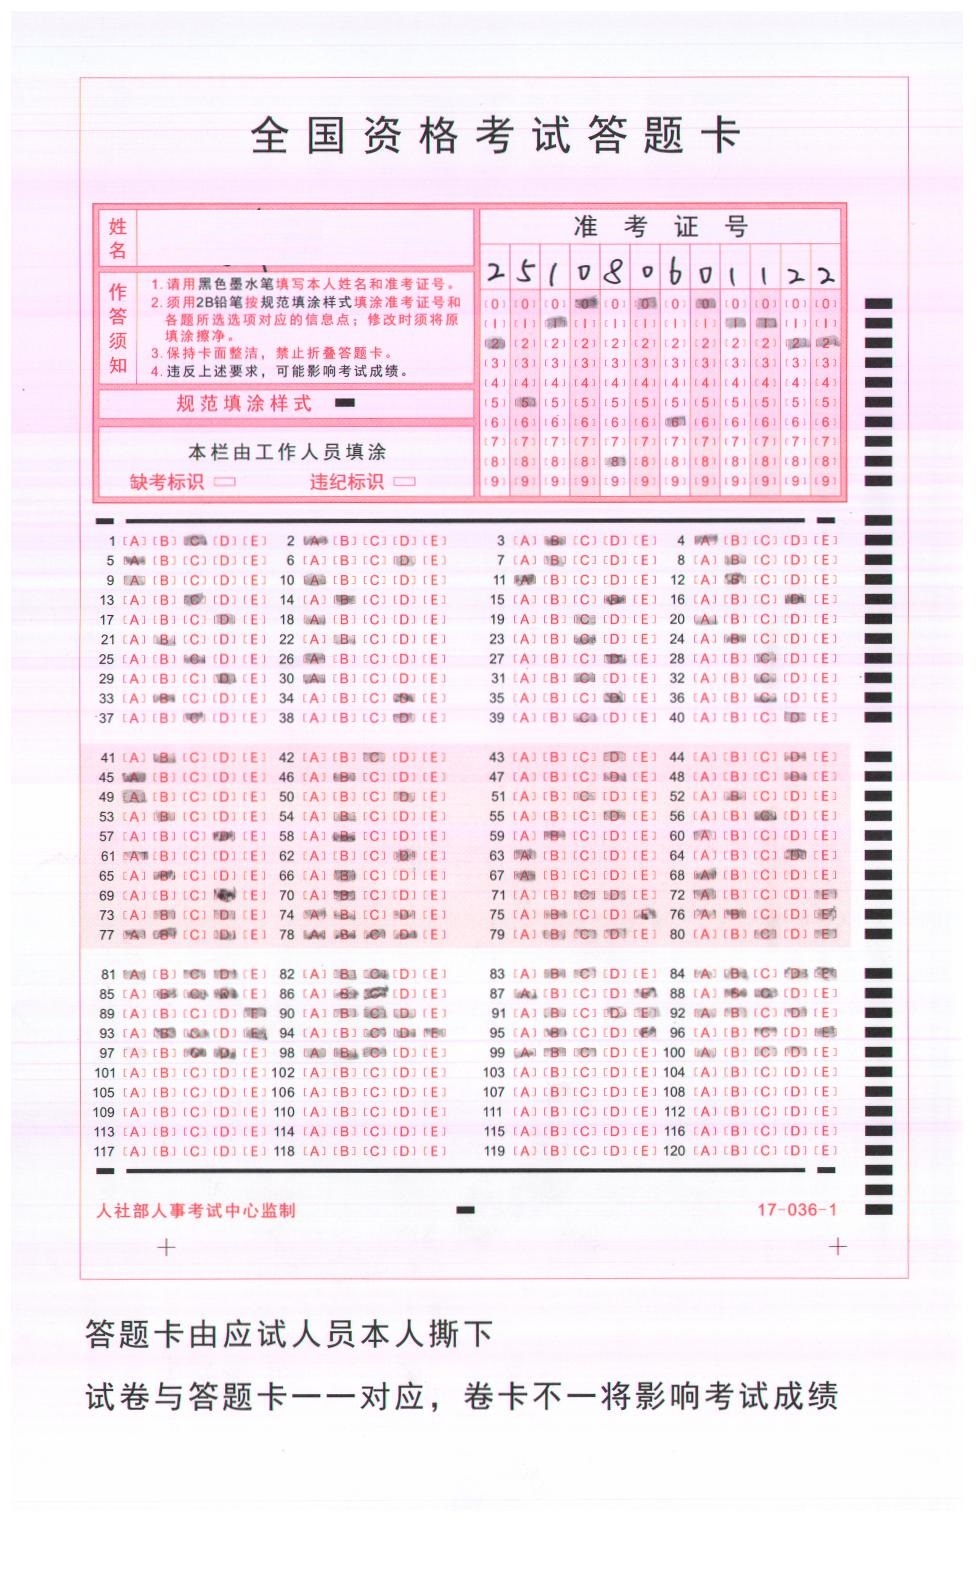 全国资格考试答题卡
姓名
准考证号
2 5 1 0 8 0 6 0 1 1 2 2
作答须知
1. 请用黑色墨水笔填写本人姓名和准考证号。
2. 须用2B铅笔按规范填涂样式填涂准考证号和
各题所选选项对应的信息点；修改时须将原
填涂擦净。
3. 保持卡面整洁，禁止折叠答题卡。
4. 违反上述要求，可能影响考试成绩。
规范填涂样式
本栏由工作人员填涂
缺考标识 违纪标识
[0] [0] [0] [0] [0] [0] [0] [0] [0] [0] [0] [0]
[1] [1] [1] [1] [1] [1] [1] [1] [1] [1] [1] [1]
[2] [2] [2] [2] [2] [2] [2] [2] [2] [2] [2] [2]
[3] [3] [3] [3] [3] [3] [3] [3] [3] [3] [3] [3]
[4] [4] [4] [4] [4] [4] [4] [4] [4] [4] [4] [4]
[5] [5] [5] [5] [5] [5] [5] [5] [5] [5] [5] [5]
[6] [6] [6] [6] [6] [6] [6] [6] [6] [6] [6] [6]
[7] [7] [7] [7] [7] [7] [7] [7] [7] [7] [7] [7]
[8] [8] [8] [8] [8] [8] [8] [8] [8] [8] [8] [8]
[9] [9] [9] [9] [9] [9] [9] [9] [9] [9] [9] [9]
1 [A] [B] [C] [D] [E] 2 [A] [B] [C] [D] [E] 3 [A] [B] [C] [D] [E] 4 [A] [B] [C] [D] [E]
5 [A] [B] [C] [D] [E] 6 [A] [B] [C] [D] [E] 7 [A] [B] [C] [D] [E] 8 [A] [B] [C] [D] [E]
9 [A] [B] [C] [D] [E] 10 [A] [B] [C] [D] [E] 11 [A] [B] [C] [D] [E] 12 [A] [B] [C] [D] [E]
13 [A] [B] [C] [D] [E] 14 [A] [B] [C] [D] [E] 15 [A] [B] [C] [D] [E] 16 [A] [B] [C] [D] [E]
17 [A] [B] [C] [D] [E] 18 [A] [B] [C] [D] [E] 19 [A] [B] [C] [D] [E] 20 [A] [B] [C] [D] [E]
21 [A] [B] [C] [D] [E] 22 [A] [B] [C] [D] [E] 23 [A] [B] [C] [D] [E] 24 [A] [B] [C] [D] [E]
25 [A] [B] [C] [D] [E] 26 [A] [B] [C] [D] [E] 27 [A] [B] [C] [D] [E] 28 [A] [B] [C] [D] [E]
29 [A] [B] [C] [D] [E] 30 [A] [B] [C] [D] [E] 31 [A] [B] [C] [D] [E] 32 [A] [B] [C] [D] [E]
33 [A] [B] [C] [D] [E] 34 [A] [B] [C] [D] [E] 35 [A] [B] [C] [D] [E] 36 [A] [B] [C] [D] [E]
37 [A] [B] [C] [D] [E] 38 [A] [B] [C] [D] [E] 39 [A] [B] [C] [D] [E] 40 [A] [B] [C] [D] [E]
41 [A] [B] [C] [D] [E] 42 [A] [B] [C] [D] [E] 43 [A] [B] [C] [D] [E] 44 [A] [B] [C] [D] [E]
45 [A] [B] [C] [D] [E] 46 [A] [B] [C] [D] [E] 47 [A] [B] [C] [D] [E] 48 [A] [B] [C] [D] [E]
49 [A] [B] [C] [D] [E] 50 [A] [B] [C] [D] [E] 51 [A] [B] [C] [D] [E] 52 [A] [B] [C] [D] [E]
53 [A] [B] [C] [D] [E] 54 [A] [B] [C] [D] [E] 55 [A] [B] [C] [D] [E] 56 [A] [B] [C] [D] [E]
57 [A] [B] [C] [D] [E] 58 [A] [B] [C] [D] [E] 59 [A] [B] [C] [D] [E] 60 [A] [B] [C] [D] [E]
61 [A] [B] [C] [D] [E] 62 [A] [B] [C] [D] [E] 63 [A] [B] [C] [D] [E] 64 [A] [B] [C] [D] [E]
65 [A] [B] [C] [D] [E] 66 [A] [B] [C] [D] [E] 67 [A] [B] [C] [D] [E] 68 [A] [B] [C] [D] [E]
69 [A] [B] [C] [D] [E] 70 [A] [B] [C] [D] [E] 71 [A] [B] [C] [D] [E] 72 [A] [B] [C] [D] [E]
73 [A] [B] [C] [D] [E] 74 [A] [B] [C] [D] [E] 75 [A] [B] [C] [D] [E] 76 [A] [B] [C] [D] [E]
77 [A] [B] [C] [D] [E] 78 [A] [B] [C] [D] [E] 79 [A] [B] [C] [D] [E] 80 [A] [B] [C] [D] [E]
81 [A] [B] [C] [D] [E] 82 [A] [B] [C] [D] [E] 83 [A] [B] [C] [D] [E] 84 [A] [B] [C] [D] [E]
85 [A] [B] [C] [D] [E] 86 [A] [B] [C] [D] [E] 87 [A] [B] [C] [D] [E] 88 [A] [B] [C] [D] [E]
89 [A] [B] [C] [D] [E] 90 [A] [B] [C] [D] [E] 91 [A] [B] [C] [D] [E] 92 [A] [B] [C] [D] [E]
93 [A] [B] [C] [D] [E] 94 [A] [B] [C] [D] [E] 95 [A] [B] [C] [D] [E] 96 [A] [B] [C] [D] [E]
97 [A] [B] [C] [D] [E] 98 [A] [B] [C] [D] [E] 99 [A] [B] [C] [D] [E] 100 [A] [B] [C] [D] [E]
101 [A] [B] [C] [D] [E] 102 [A] [B] [C] [D] [E] 103 [A] [B] [C] [D] [E] 104 [A] [B] [C] [D] [E]
105 [A] [B] [C] [D] [E] 106 [A] [B] [C] [D] [E] 107 [A] [B] [C] [D] [E] 108 [A] [B] [C] [D] [E]
109 [A] [B] [C] [D] [E] 110 [A] [B] [C] [D] [E] 111 [A] [B] [C] [D] [E] 112 [A] [B] [C] [D] [E]
113 [A] [B] [C] [D] [E] 114 [A] [B] [C] [D] [E] 115 [A] [B] [C] [D] [E] 116 [A] [B] [C] [D] [E]
117 [A] [B] [C] [D] [E] 118 [A] [B] [C] [D] [E] 119 [A] [B] [C] [D] [E] 120 [A] [B] [C] [D] [E]
人社部人事考试中心监制 17-036-1
答题卡由应试人员本人撕下
试卷与答题卡一一对应，卷卡不一将影响考试成绩